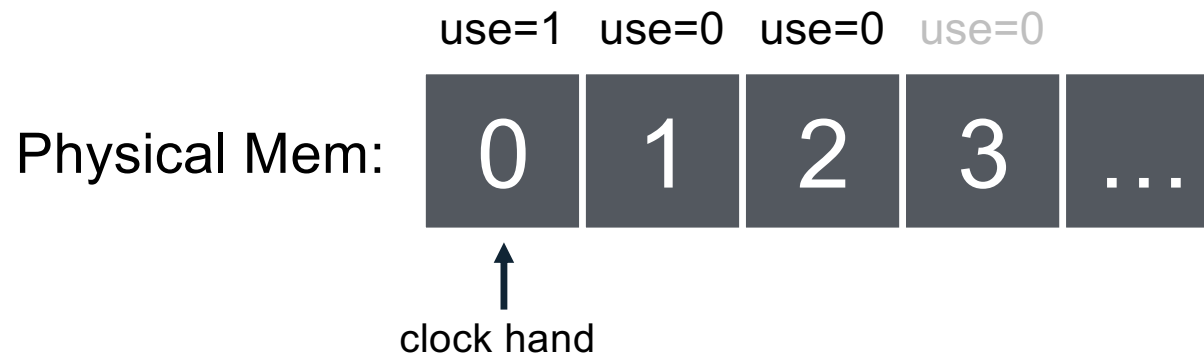 use=1 use=0 use=0 use=0
Physical Mem: 0 1 2 3 ...
clock hand